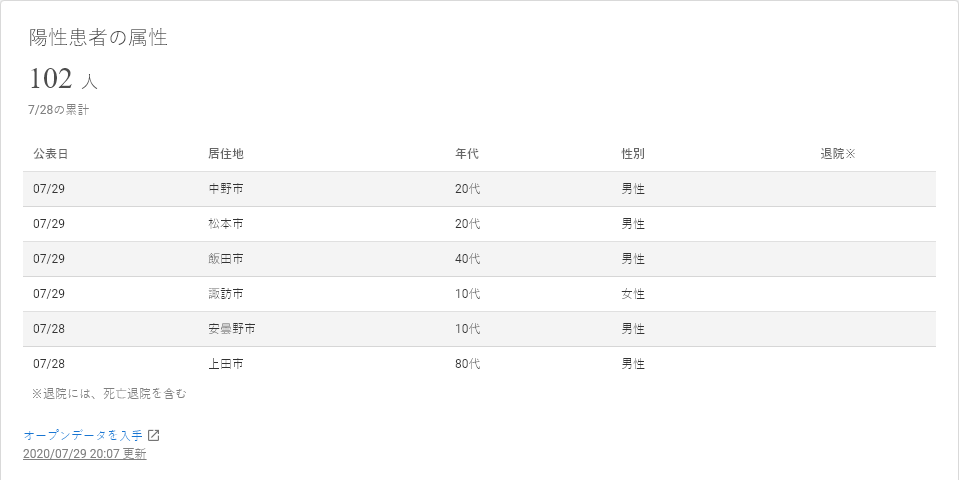 陽性患者の属性
102 人
7/28の累計
公表日 居住地 年代 性別 退院※
07/29 中野市 20代 男性
07/29 松本市 20代 男性
07/29 飯田市 40代 男性
07/29 諏訪市 10代 女性
07/28 安曇野市 10代 男性
07/28 上田市 80代 男性
※退院には、死亡退院を含む
オープンデータを入手
2020/07/29 20:07 更新